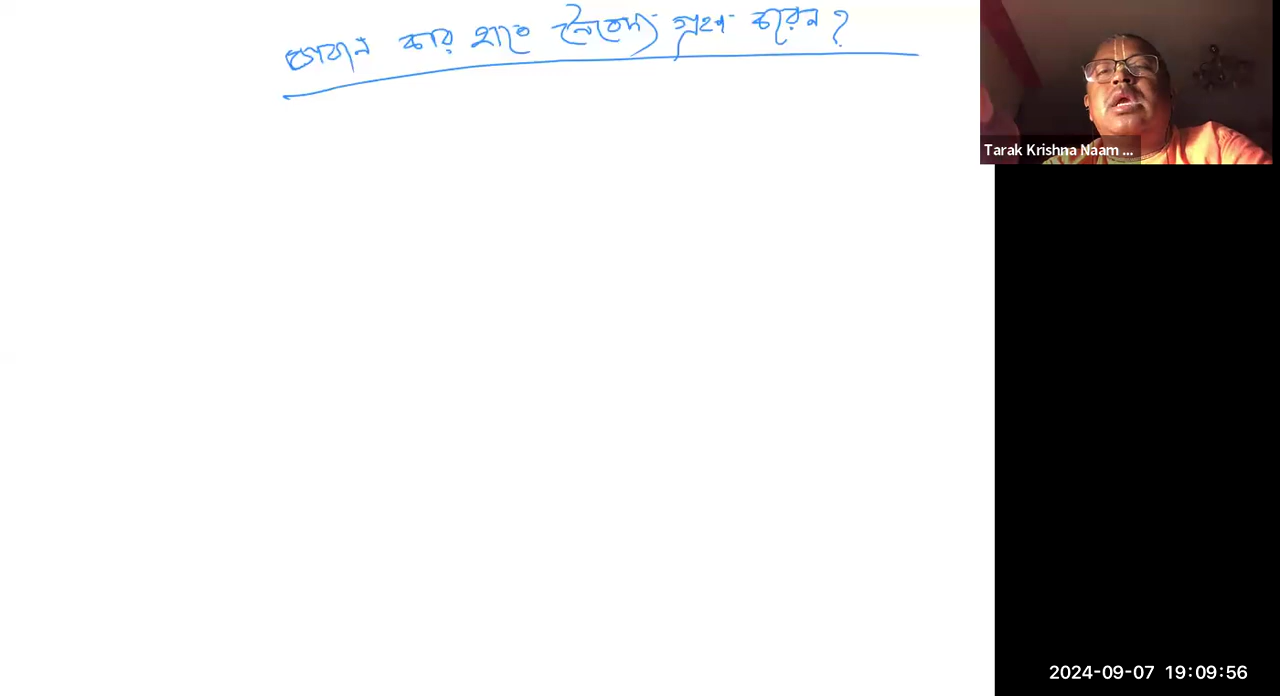 ভগবান কার হাতে নৈবেদ্য গ্রহণ করেন?
Tarak Krishna Naam ...
2024-09-07 19:09:56